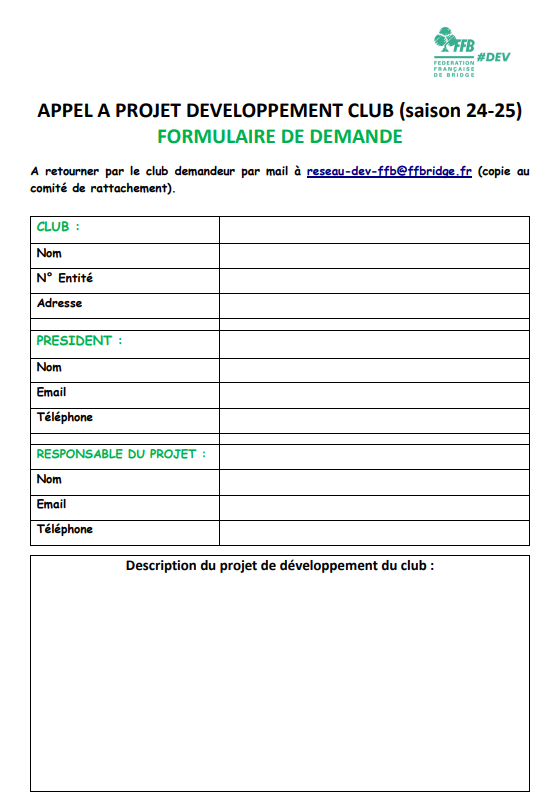 FFB
#DEV
FEDERATION
FRANÇAISE
DE BRIDGE
APPEL A PROJET DEVELOPPEMENT CLUB (saison 24-25)
FORMULAIRE DE DEMANDE
A retourner par le club demandeur par mail à reseau-dev-ffb@ffbridge.fr (copie au
comité de rattachement).
CLUB :
Nom
N° Entité
Adresse
PRESIDENT :
Nom
Email
Téléphone
RESPONSABLE DU PROJET :
Nom
Email
Téléphone
Description du projet de développement du club :